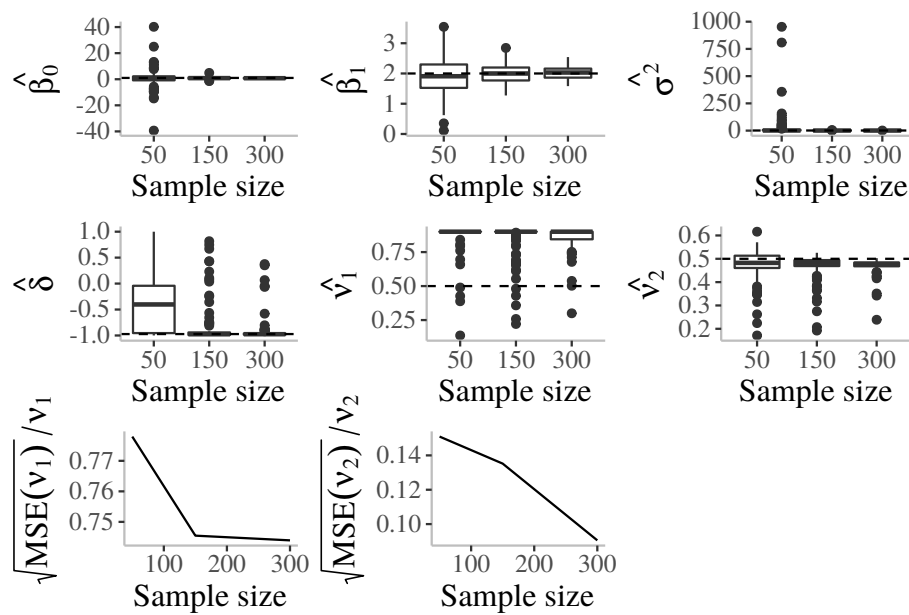 β̂₀
40
20
0
-20
-40
50 150 300
Sample size
β̂₁
3
2
1
0
50 150 300
Sample size
σ̂²
1000
750
500
250
0
50 150 300
Sample size
δ̂
1.0
0.5
0.0
-0.5
-1.0
50 150 300
Sample size
ν̂₁
0.75
0.50
0.25
50 150 300
Sample size
ν̂₂
0.6
0.5
0.4
0.3
0.2
50 150 300
Sample size
√MSE(ν₁) /ν₁
0.77
0.76
0.75
100 200 300
Sample size
√MSE(ν₂) /ν₂
0.14
0.12
0.10
100 200 300
Sample size